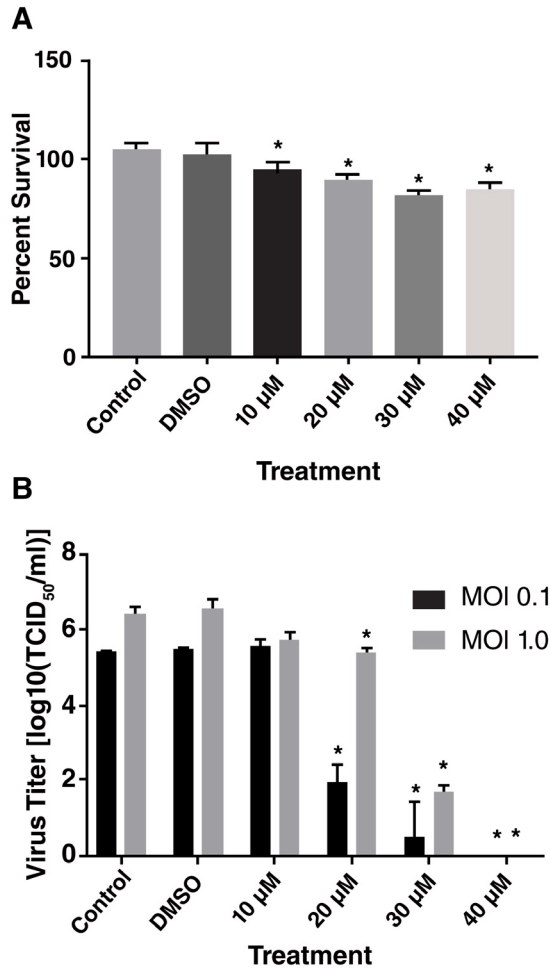 A
150
100
50
0
Percent Survival
*
*
*
*
Control
DMSO
10 µM
20 µM
30 µM
40 µM
Treatment
B
8
6
4
2
0
Virus Titer [log10(TCID50/ml)]
MOI 0.1
MOI 1.0
*
*
*
*
* *
Control
DMSO
10 µM
20 µM
30 µM
40 µM
Treatment